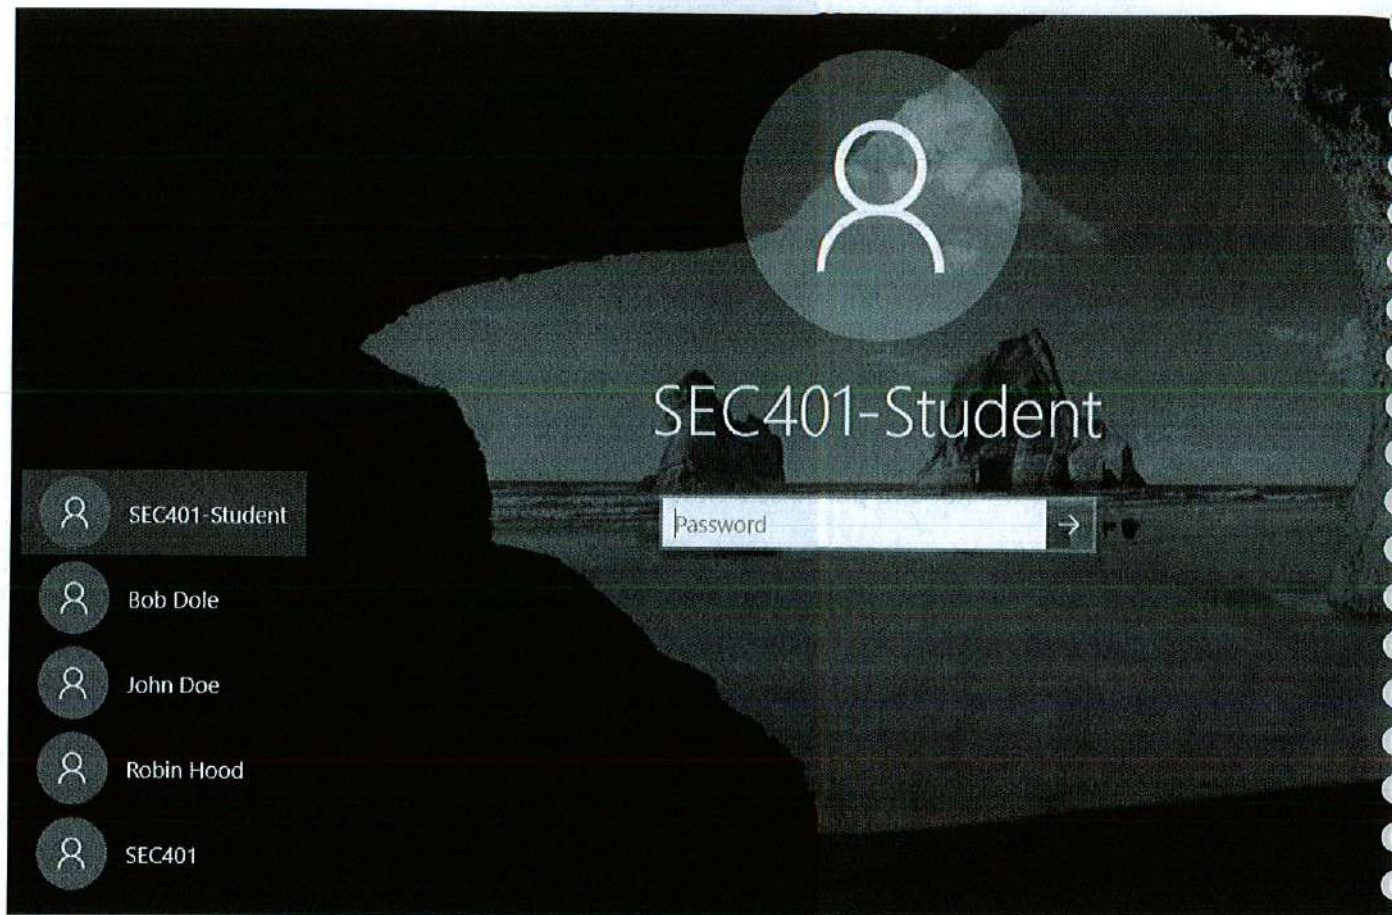 SEC401-Student
Password
SEC401-Student
Bob Dole
John Doe
Robin Hood
SEC401